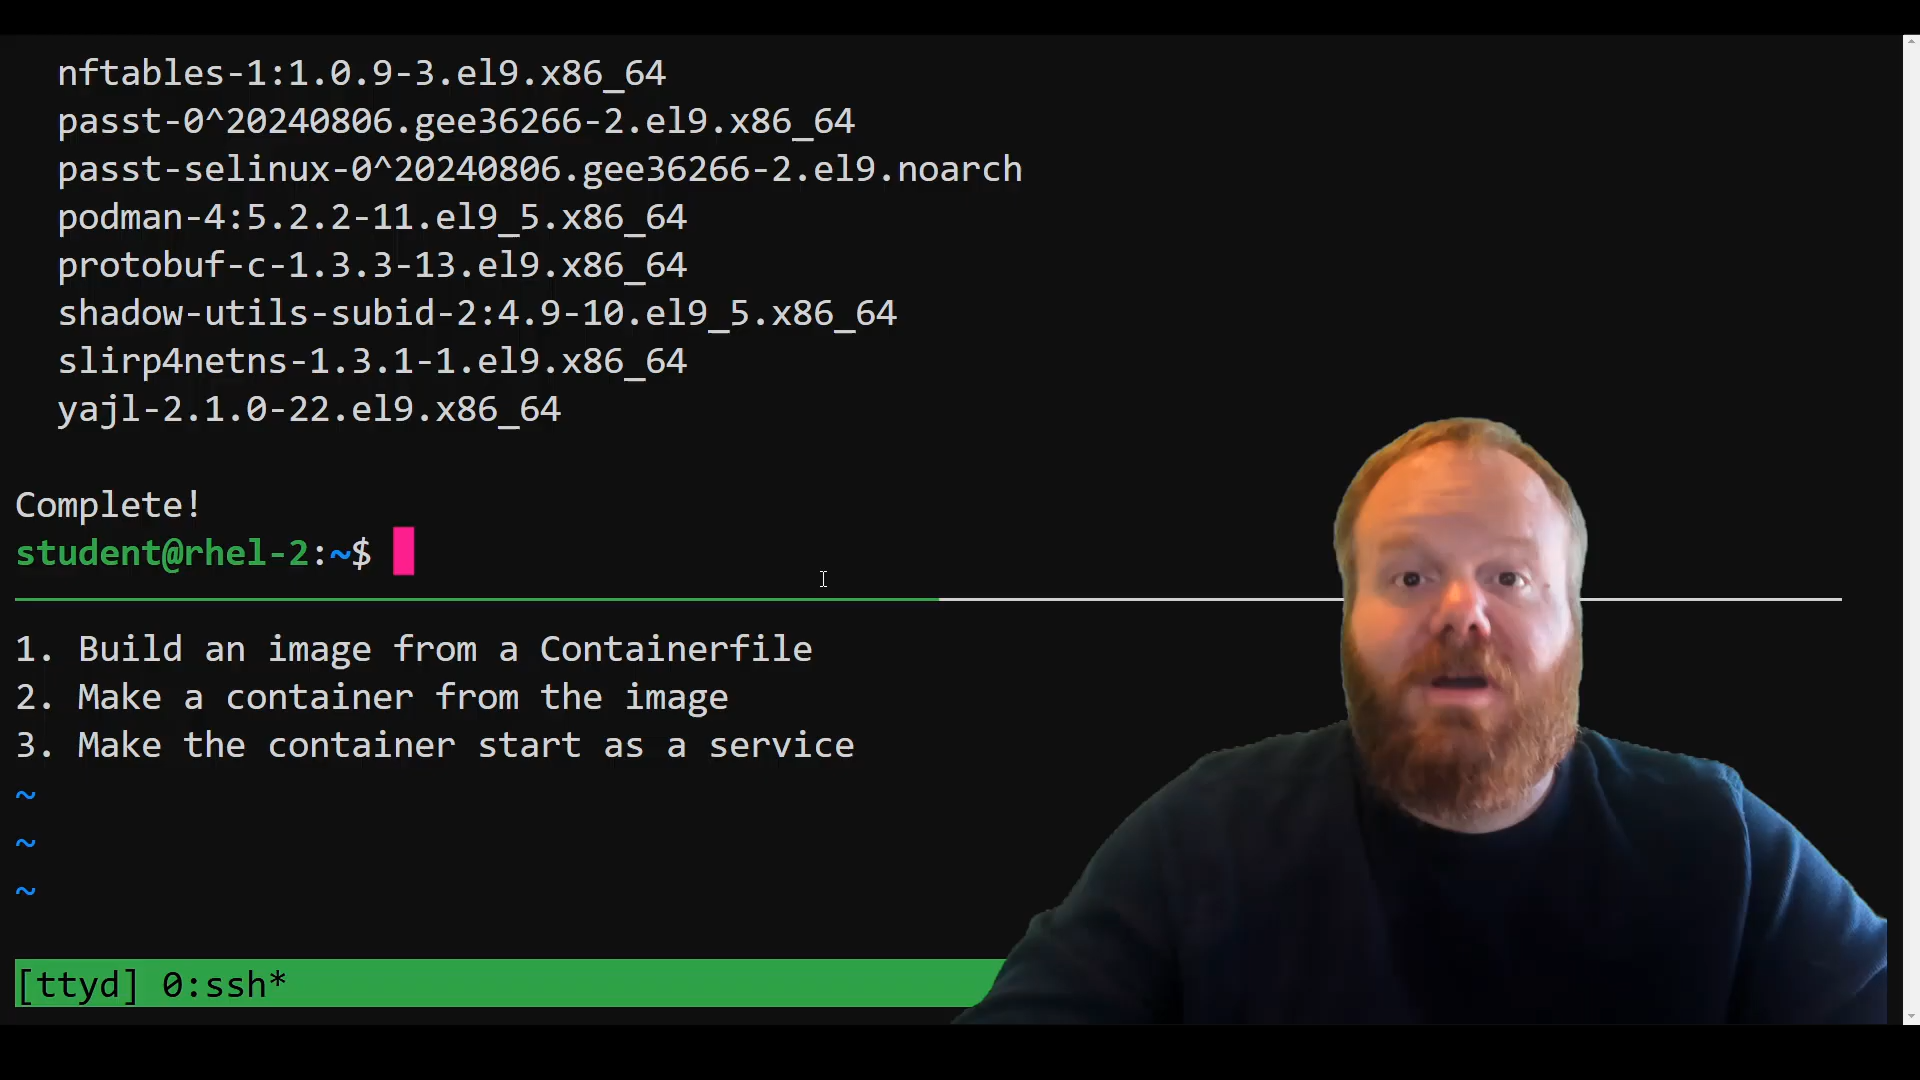 nftables-1:1.0.9-3.el9.x86_64
passt-0^20240806.gee36266-2.el9.x86_64
passt-selinux-0^20240806.gee36266-2.el9.noarch
podman-4:5.2.2-11.el9_5.x86_64
protobuf-c-1.3.3-13.el9.x86_64
shadow-utils-subid-2:4.9-10.el9_5.x86_64
slirp4netns-1.3.1-1.el9.x86_64
yajl-2.1.0-22.el9.x86_64
Complete!
student@rhel-2:~$
1. Build an image from a Containerfile
2. Make a container from the image
3. Make the container start as a service
~
~
~
[ttyd] 0:ssh*